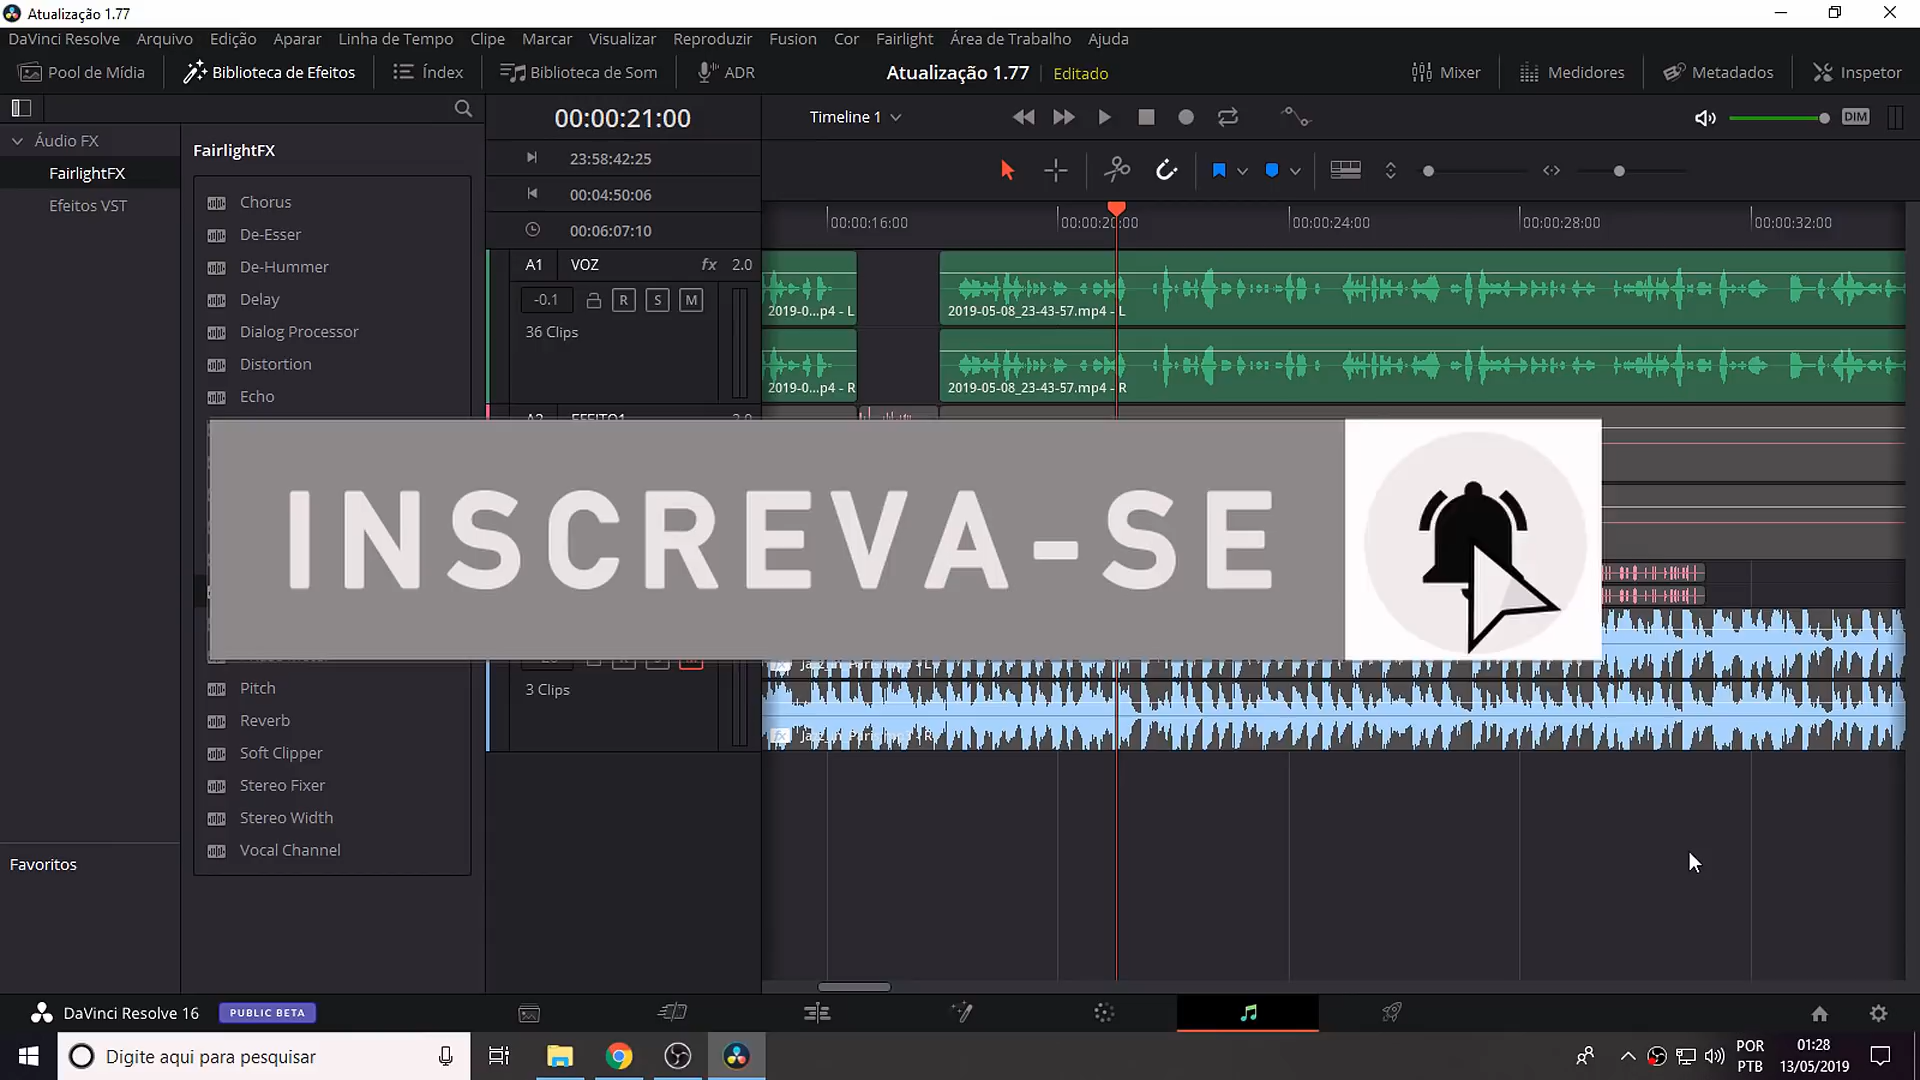 Atualização 1.77
DaVinci Resolve Arquivo Edição Aparar Linha de Tempo Clipe Marcar Visualizar Reproduzir Fusion Cor Fairlight Área de Trabalho Ajuda
Pool de Mídia Biblioteca de Efeitos Índex Biblioteca de Som ADR Atualização 1.77 Editado Mixer Medidores Metadados Inspetor
00:00:21:00 Timeline 1 DIM
Áudio FX
FairlightFX
Efeitos VST
Favoritos
FairlightFX
Chorus
De-Esser
De-Hummer
Delay
Dialog Processor
Distortion
Echo
Pitch
Reverb
Soft Clipper
Stereo Fixer
Stereo Width
Vocal Channel
23:58:42:25
00:04:50:06
00:06:07:10
00:00:16:00 00:00:20:00 00:00:24:00 00:00:28:00 00:00:32:00
A1 VOZ fx 2.0
-0.1 R S M
36 Clips
2019-0...p4 - L 2019-05-08_23-43-57.mp4 - L
2019-0...p4 - R 2019-05-08_23-43-57.mp4 - R
A2 EFEITO1 2.0
INSCREVA-SE
3 Clips
Jazz_in_Paris.mp3 - L
Jazz_in_Paris.mp3 - R
DaVinci Resolve 16 PUBLIC BETA
Digite aqui para pesquisar
POR
PTB
01:28
13/05/2019